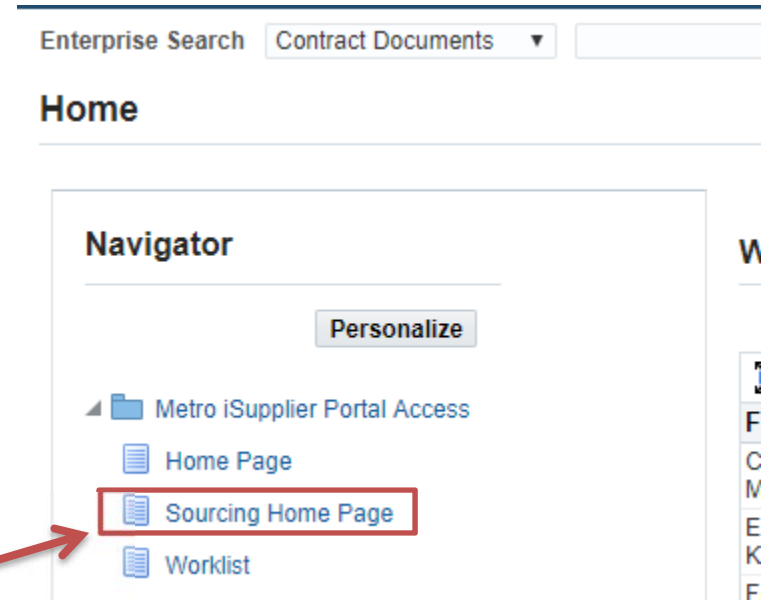 Enterprise Search Contract Documents
Home
Navigator
Personalize
Metro iSupplier Portal Access
Home Page
Sourcing Home Page
Worklist